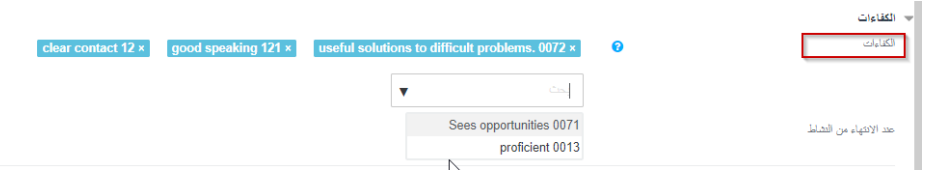 الكفاءات
الكفاءات
useful solutions to difficult problems. 0072 × good speaking 121 × clear contact 12 ×
بحث
Sees opportunities 0071
proficient 0013
عند الانتهاء من النشاط